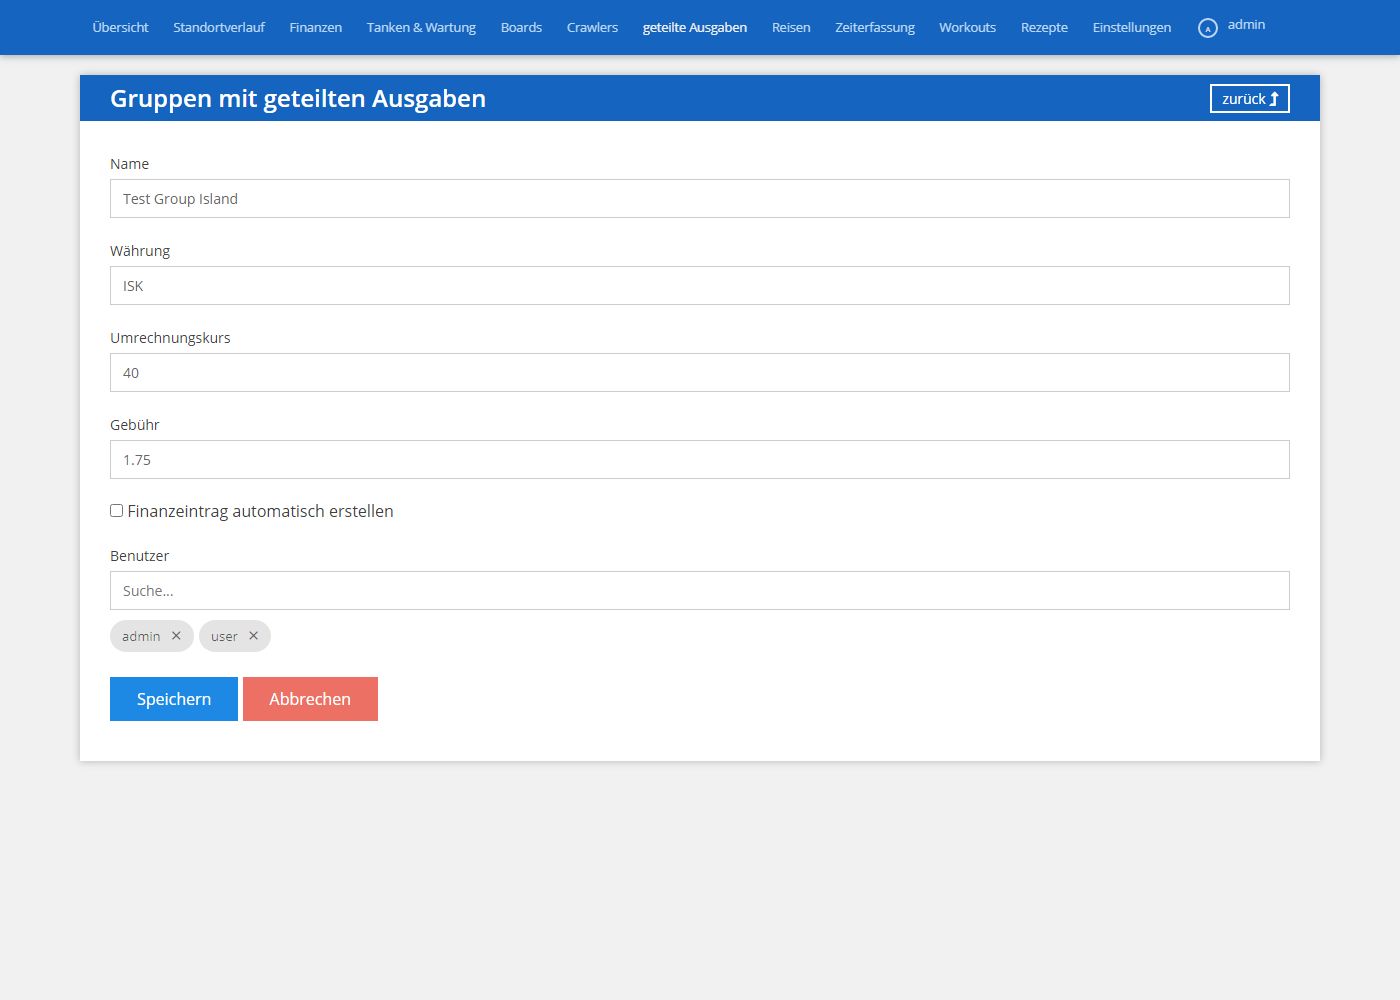 Übersicht Standortverlauf Finanzen Tanken & Wartung Boards Crawlers geteilte Ausgaben Reisen Zeiterfassung Workouts Rezepte Einstellungen A admin
Gruppen mit geteilten Ausgaben zurück
Name
Test Group Island
Währung
ISK
Umrechnungskurs
40
Gebühr
1.75
Finanzeintrag automatisch erstellen
Benutzer
Suche...
admin × user ×
Speichern Abbrechen